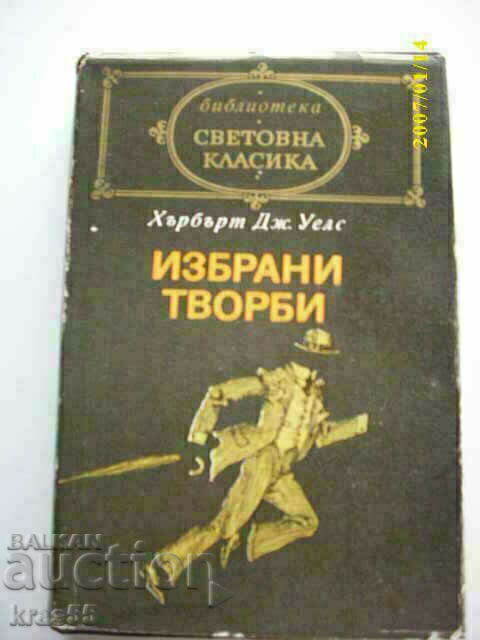 2007/01/14
библиотека
СВЕТОВНА
КЛАСИКА
Хърбърт Дж. Уелс
ИЗБРАНИ
ТВОРБИ
BALKAN
auction
kras55